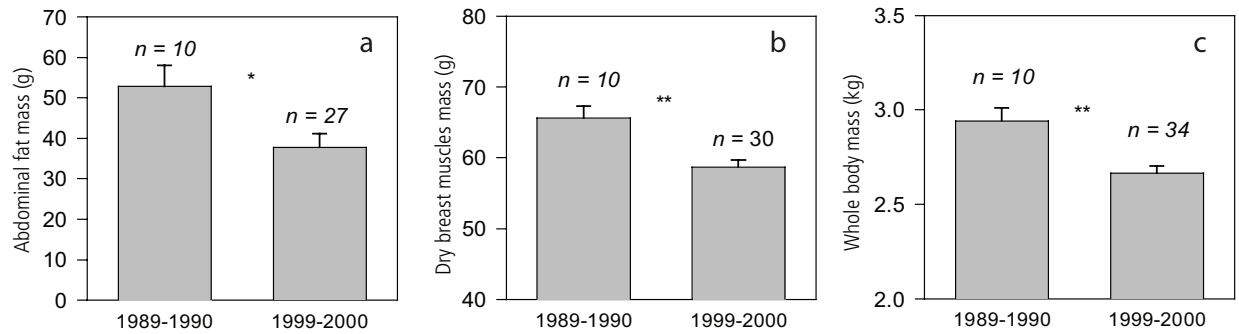 Abdominal fat mass (g)
70
60
50
40
30
20
10
0
a
n = 10
*
n = 27
1989-1990
1999-2000
Dry breast muscles mass (g)
80
70
60
50
40
b
n = 10
**
n = 30
1989-1990
1999-2000
Whole body mass (kg)
3.5
3.0
2.5
2.0
c
n = 10
**
n = 34
1989-1990
1999-2000